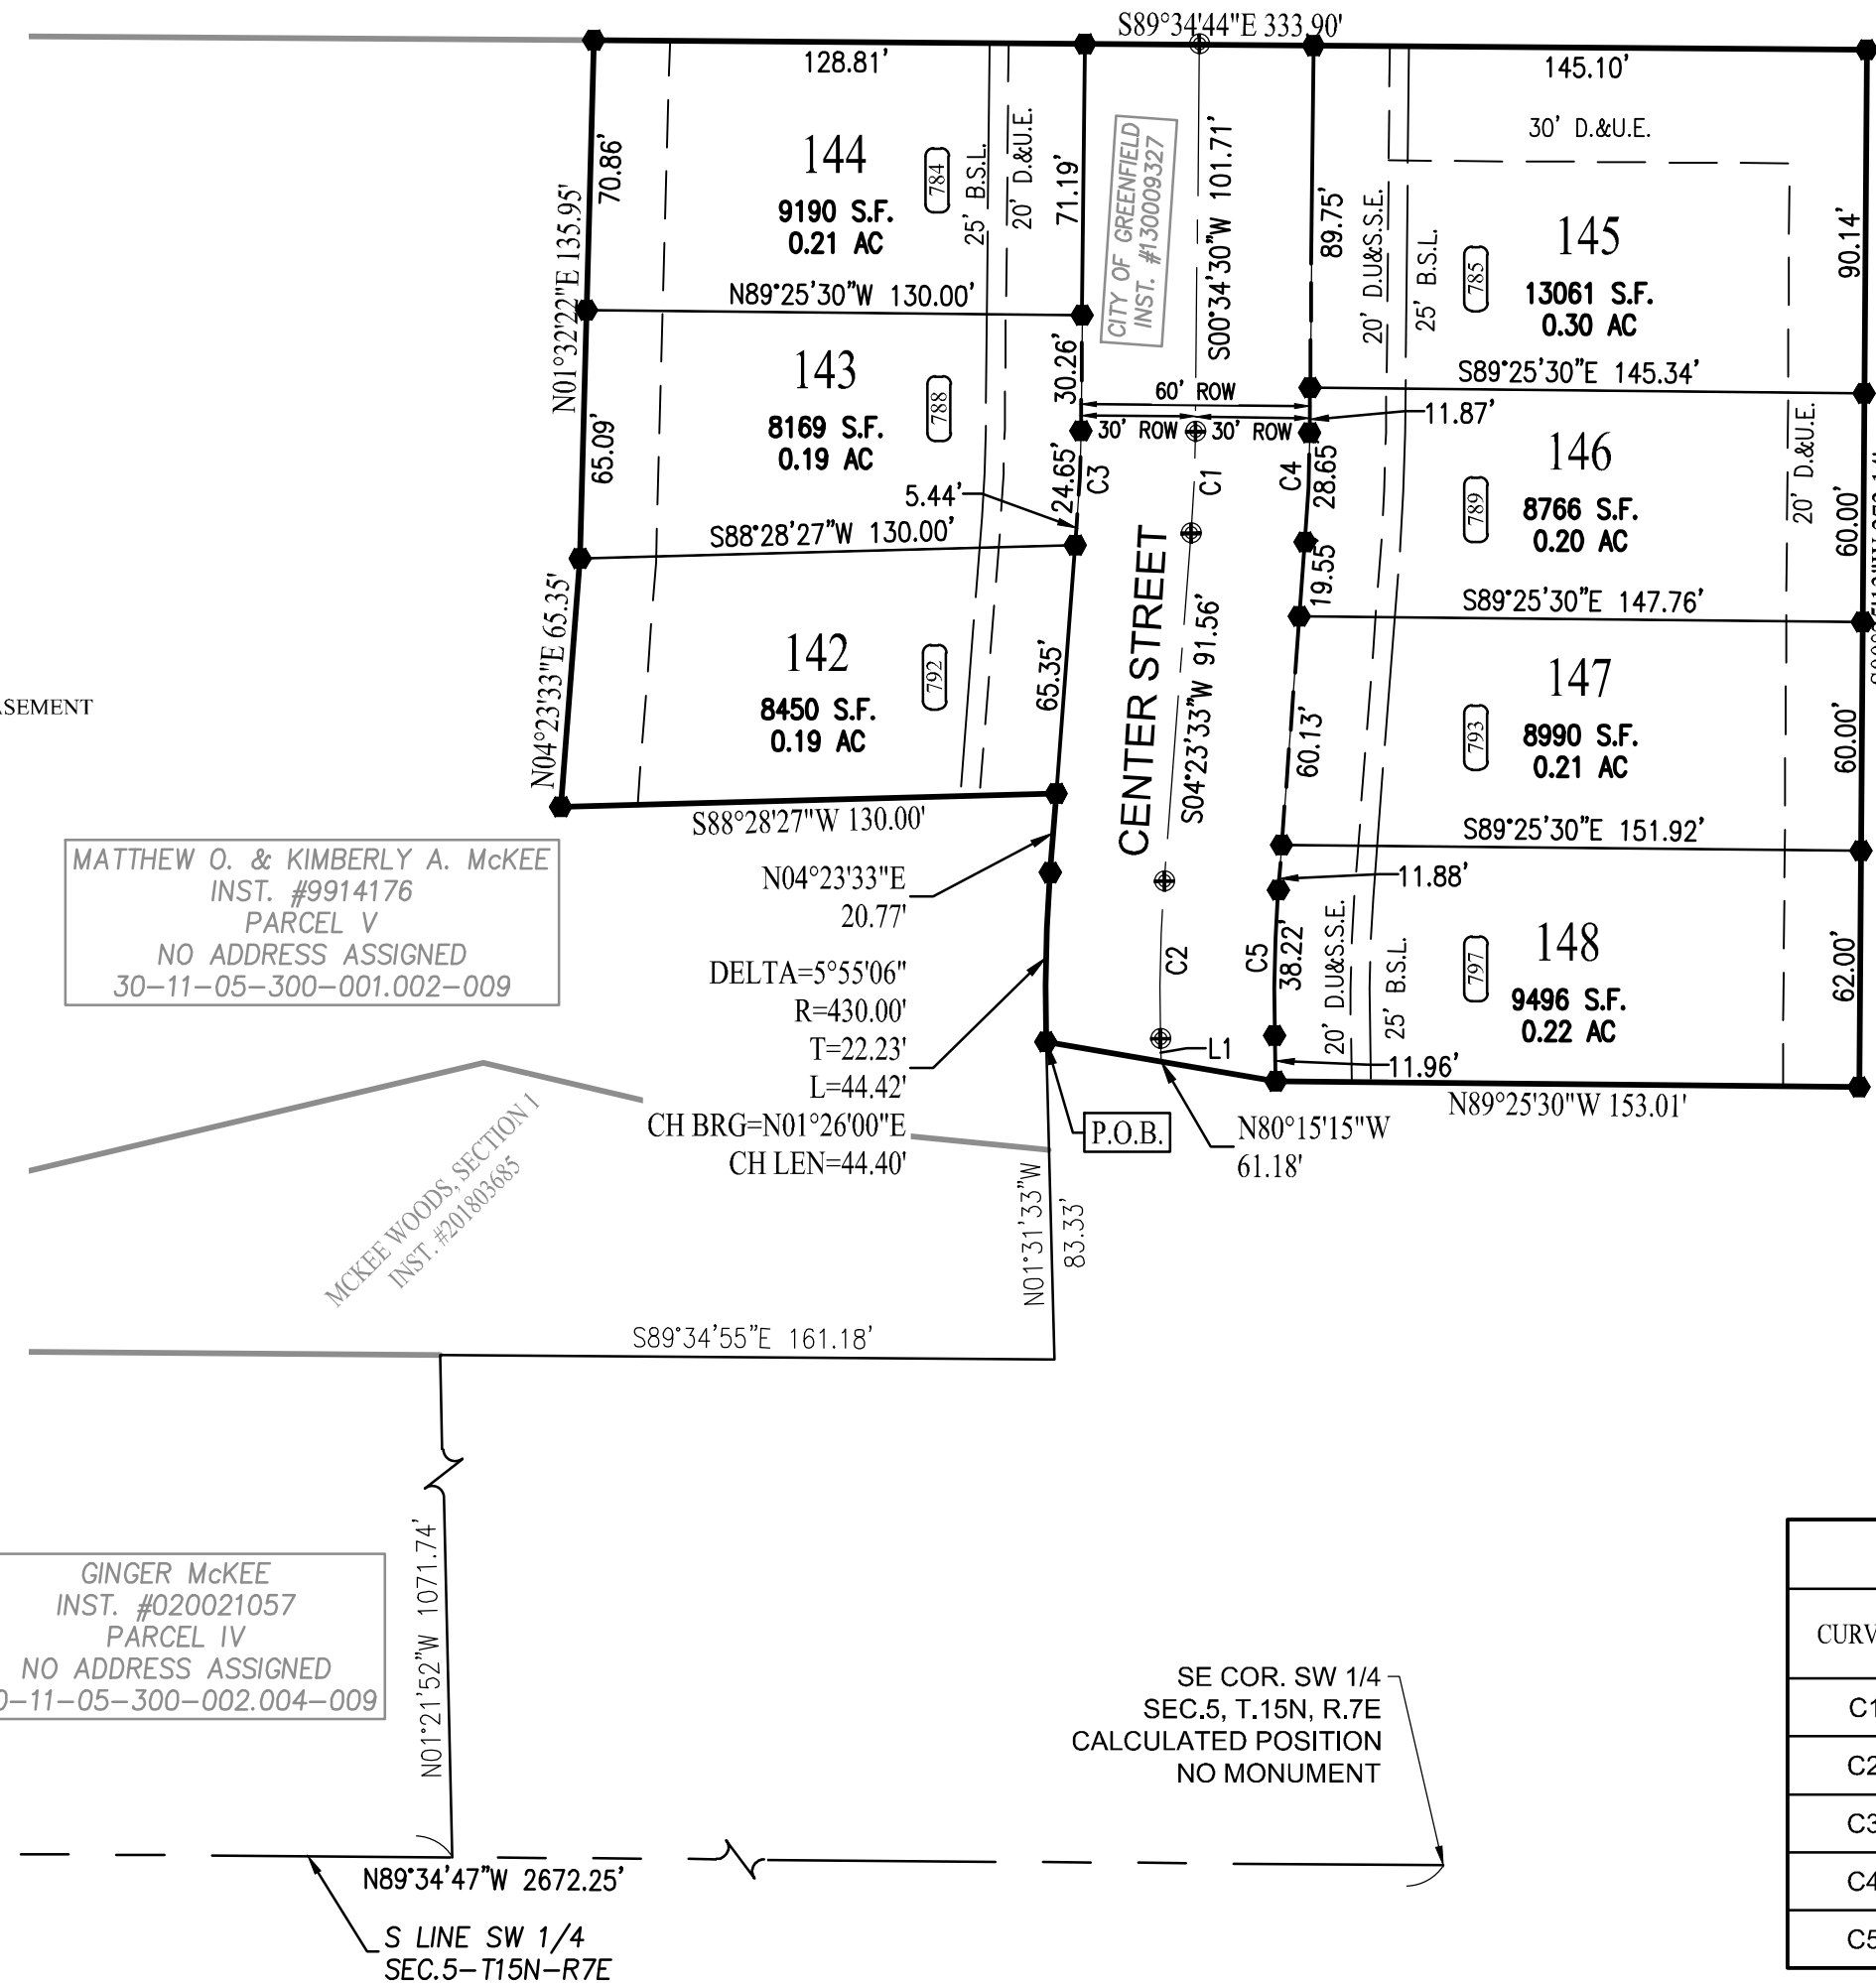 S89°34'44"E 333.90'
128.81'
145.10'
30' D.&U.E.
70.86'
144
9190 S.F.
0.21 AC
784
25' B.S.L.
20' D.&U.E.
71.19'
CITY OF GREENFIELD
INST. #130009327
S00°34'30"W 101.71'
89.75'
20' D.U&S.S.E.
25' B.S.L.
785
145
13061 S.F.
0.30 AC
90.14'
N01°32'22"E 135.95'
N89°25'30"W 130.00'
S89°25'30"E 145.34'
143
8169 S.F.
0.19 AC
788
65.09'
30.26'
60' ROW
30' ROW
30' ROW
11.87'
24.65'
C3
C1
C4
28.65'
5.44'
146
8766 S.F.
0.20 AC
789
20' D.&U.E.
60.00'
S88°28'27"W 130.00'
19.55
S89°25'30"E 147.76'
N04°23'33"E 65.35'
142
8450 S.F.
0.19 AC
792
65.35'
CENTER STREET
S04°23'33"W 91.56'
60.13'
147
8990 S.F.
0.21 AC
793
60.00'
ASEMENT
S88°28'27"W 130.00'
S89°25'30"E 151.92'
MATTHEW O. & KIMBERLY A. McKEE
INST. #9914176
PARCEL V
NO ADDRESS ASSIGNED
30-11-05-300-001.002-009
N04°23'33"E
20.77'
11.88'
DELTA=5°55'06"
R=430.00'
T=22.23'
L=44.42'
CH BRG=N01°26'00"E
CH LEN=44.40'
C2
C5
38.22'
20' D.U&S.S.E.
25' B.S.L.
797
148
9496 S.F.
0.22 AC
62.00'
L1
11.96'
P.O.B.
N80°15'15"W
61.18'
N89°25'30"W 153.01'
MCKEE WOODS, SECTION 1
INST. #201803685
N01°31'33"W
83.33'
S89°34'55"E 161.18'
N01°21'52"W 1071.74'
GINGER McKEE
INST. #020021057
PARCEL IV
NO ADDRESS ASSIGNED
0-11-05-300-002.004-009
SE COR. SW 1/4
SEC.5, T.15N, R.7E
CALCULATED POSITION
NO MONUMENT
N89°34'47"W 2672.25'
S LINE SW 1/4
SEC.5-T15N-R7E
CURV
C1
C2
C3
C4
C5